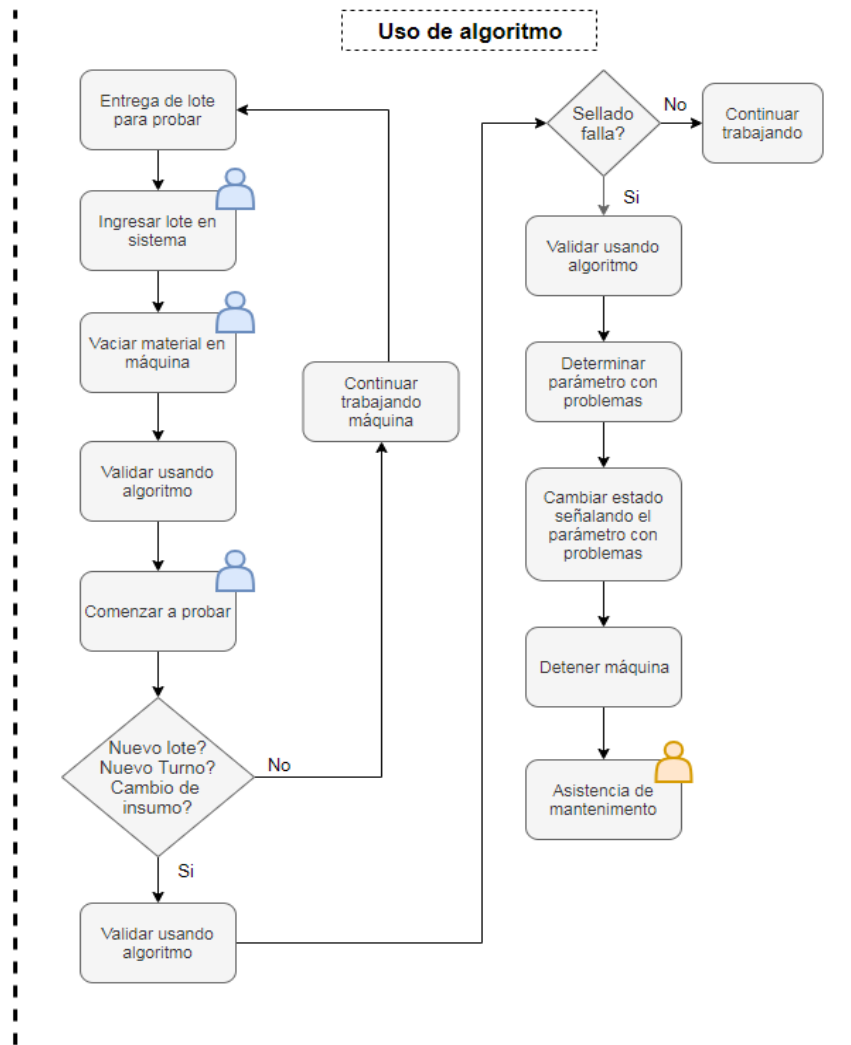 Uso de algoritmo
Entrega de lote
para probar
Ingresar lote en
sistema
Vaciar material en
máquina
Validar usando
algoritmo
Comenzar a probar
Nuevo lote?
Nuevo Turno?
Cambio de
insumo?
No
Continuar
trabajando
máquina
Si
Validar usando
algoritmo
Sellado
falla?
No
Continuar
trabajando
Si
Validar usando
algoritmo
Determinar
parámetro con
problemas
Cambiar estado
señalando el
parámetro con
problemas
Detener máquina
Asistencia de
mantenimento